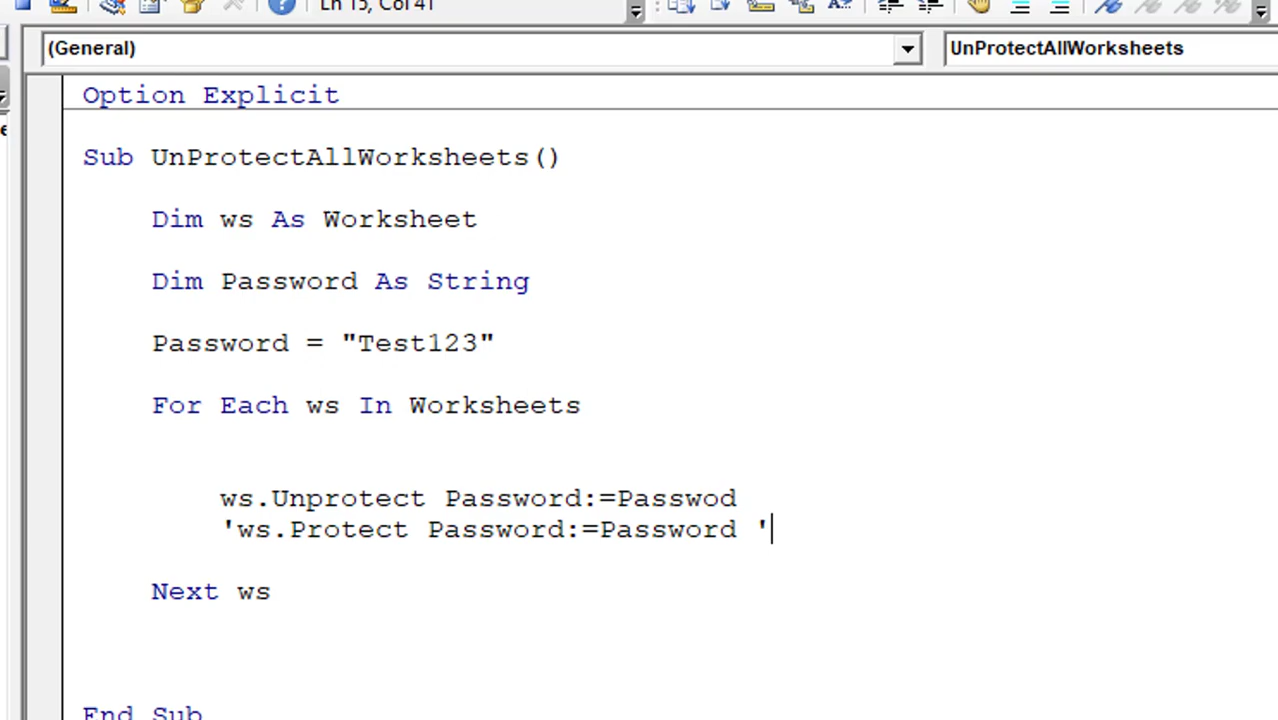 Ln 15, Col 41
(General)
UnProtectAllWorksheets
Option Explicit
Sub UnProtectAllWorksheets()
Dim ws As Worksheet
Dim Password As String
Password = "Test123"
For Each ws In Worksheets
ws.Unprotect Password:=Passwod
'ws.Protect Password:=Password '
Next ws
End Sub